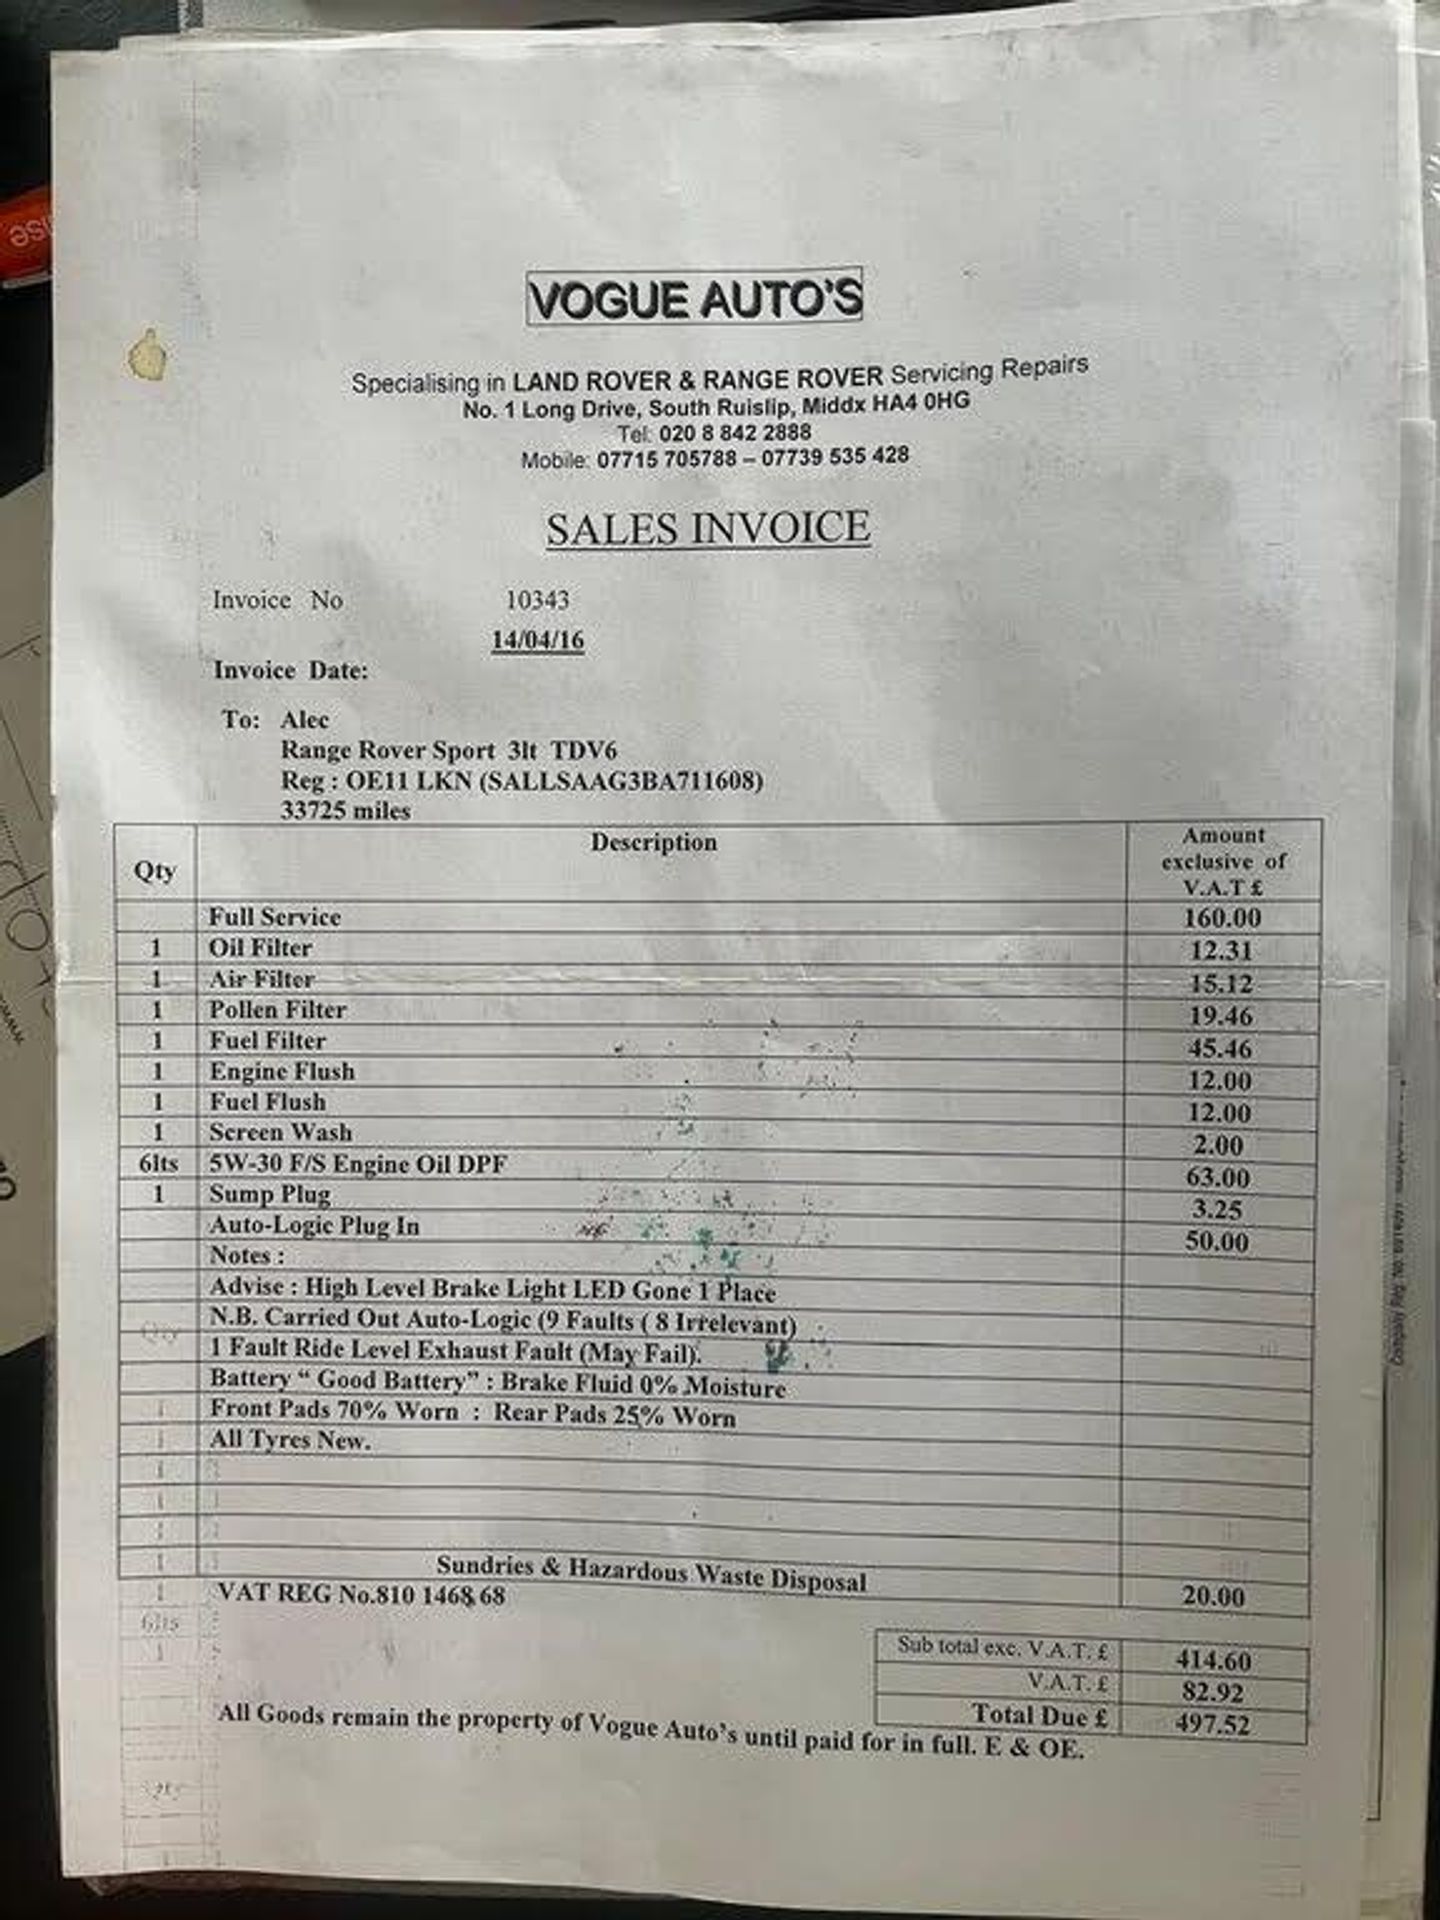 VOGUE AUTO'S
Specialising in LAND ROVER & RANGE ROVER Servicing Repairs
No. 1 Long Drive, South Ruislip, Middx HA4 0HG
Tel: 020 8 842 2888
Mobile: 07715 705788 – 07739 535 428
SALES INVOICE
Invoice No 10343
14/04/16
Invoice Date:
To: Alec
Range Rover Sport 3lt TDV6
Reg : OE11 LKN (SALLSAAG3BA711608)
33725 miles
Qty Description Amount exclusive of V.A.T £
Full Service 160.00
1 Oil Filter 12.31
1 Air Filter 15.12
1 Pollen Filter 19.46
1 Fuel Filter 45.46
1 Engine Flush 12.00
1 Fuel Flush 12.00
1 Screen Wash 2.00
6lts 5W-30 F/S Engine Oil DPF 63.00
1 Sump Plug 3.25
Auto-Logic Plug In 50.00
Notes :
Advise : High Level Brake Light LED Gone 1 Place
N.B. Carried Out Auto-Logic (9 Faults ( 8 Irrelevant)
1 Fault Ride Level Exhaust Fault (May Fail).
Battery “ Good Battery” : Brake Fluid 0% Moisture
Front Pads 70% Worn : Rear Pads 25% Worn
All Tyres New.
Sundries & Hazardous Waste Disposal 20.00
VAT REG No.810 1468 68
Sub total exc. V.A.T. £ 414.60
V.A.T. £ 82.92
Total Due £ 497.52
All Goods remain the property of Vogue Auto's until paid for in full. E & OE.